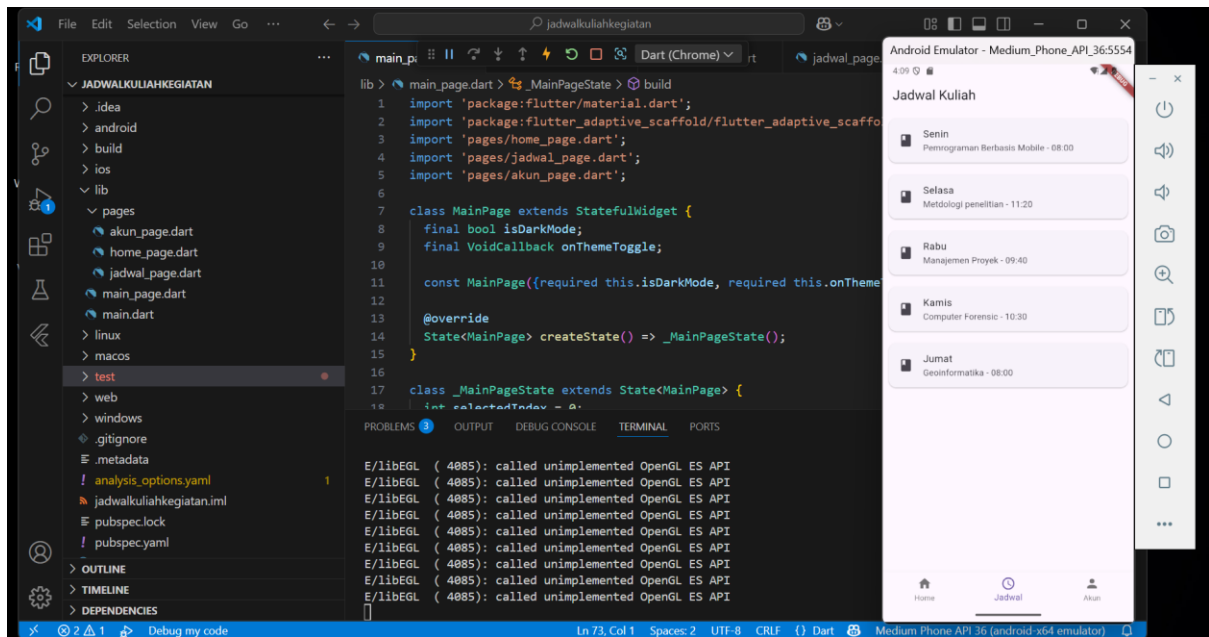 File Edit Selection View Go ··· jadwalkuliahkegiatan
EXPLORER ···
JADWALKULIAHKEGIATAN
.idea
android
build
ios
lib
pages
akun_page.dart
home_page.dart
jadwal_page.dart
main_page.dart
main.dart
linux
macos
test
web
windows
.gitignore
.metadata
analysis_options.yaml 1
jadwalkuliahkegiatan.iml
pubspec.lock
pubspec.yaml
OUTLINE
TIMELINE
DEPENDENCIES
1
main_pa Dart (Chrome) rt jadwal_page.
lib > main_page.dart > _MainPageState > build
1 import 'package:flutter/material.dart';
2 import 'package:flutter_adaptive_scaffold/flutter_adaptive_scaffo
3 import 'pages/home_page.dart';
4 import 'pages/jadwal_page.dart';
5 import 'pages/akun_page.dart';
6
7 class MainPage extends StatefulWidget {
8 final bool isDarkMode;
9 final VoidCallback onThemeToggle;
10
11 const MainPage({required this.isDarkMode, required this.onTheme
12
13 @override
14 State<MainPage> createState() => _MainPageState();
15 }
16
17 class _MainPageState extends State<MainPage> {
18 int selectedIndex = 0;
PROBLEMS 3 OUTPUT DEBUG CONSOLE TERMINAL PORTS
E/libEGL ( 4085): called unimplemented OpenGL ES API
E/libEGL ( 4085): called unimplemented OpenGL ES API
E/libEGL ( 4085): called unimplemented OpenGL ES API
E/libEGL ( 4085): called unimplemented OpenGL ES API
E/libEGL ( 4085): called unimplemented OpenGL ES API
E/libEGL ( 4085): called unimplemented OpenGL ES API
E/libEGL ( 4085): called unimplemented OpenGL ES API
E/libEGL ( 4085): called unimplemented OpenGL ES API
E/libEGL ( 4085): called unimplemented OpenGL ES API
Android Emulator - Medium_Phone_API_36:5554
4:09
Jadwal Kuliah
Senin
Pemrograman Berbasis Mobile - 08:00
Selasa
Metdologi penelitian - 11:20
Rabu
Manajemen Proyek - 09:40
Kamis
Computer Forensic - 10:30
Jumat
Geoinformatika - 08:00
Home Jadwal Akun
2 1 Debug my code Ln 73, Col 1 Spaces: 2 UTF-8 CRLF {} Dart Medium Phone API 36 (android-x64 emulator)